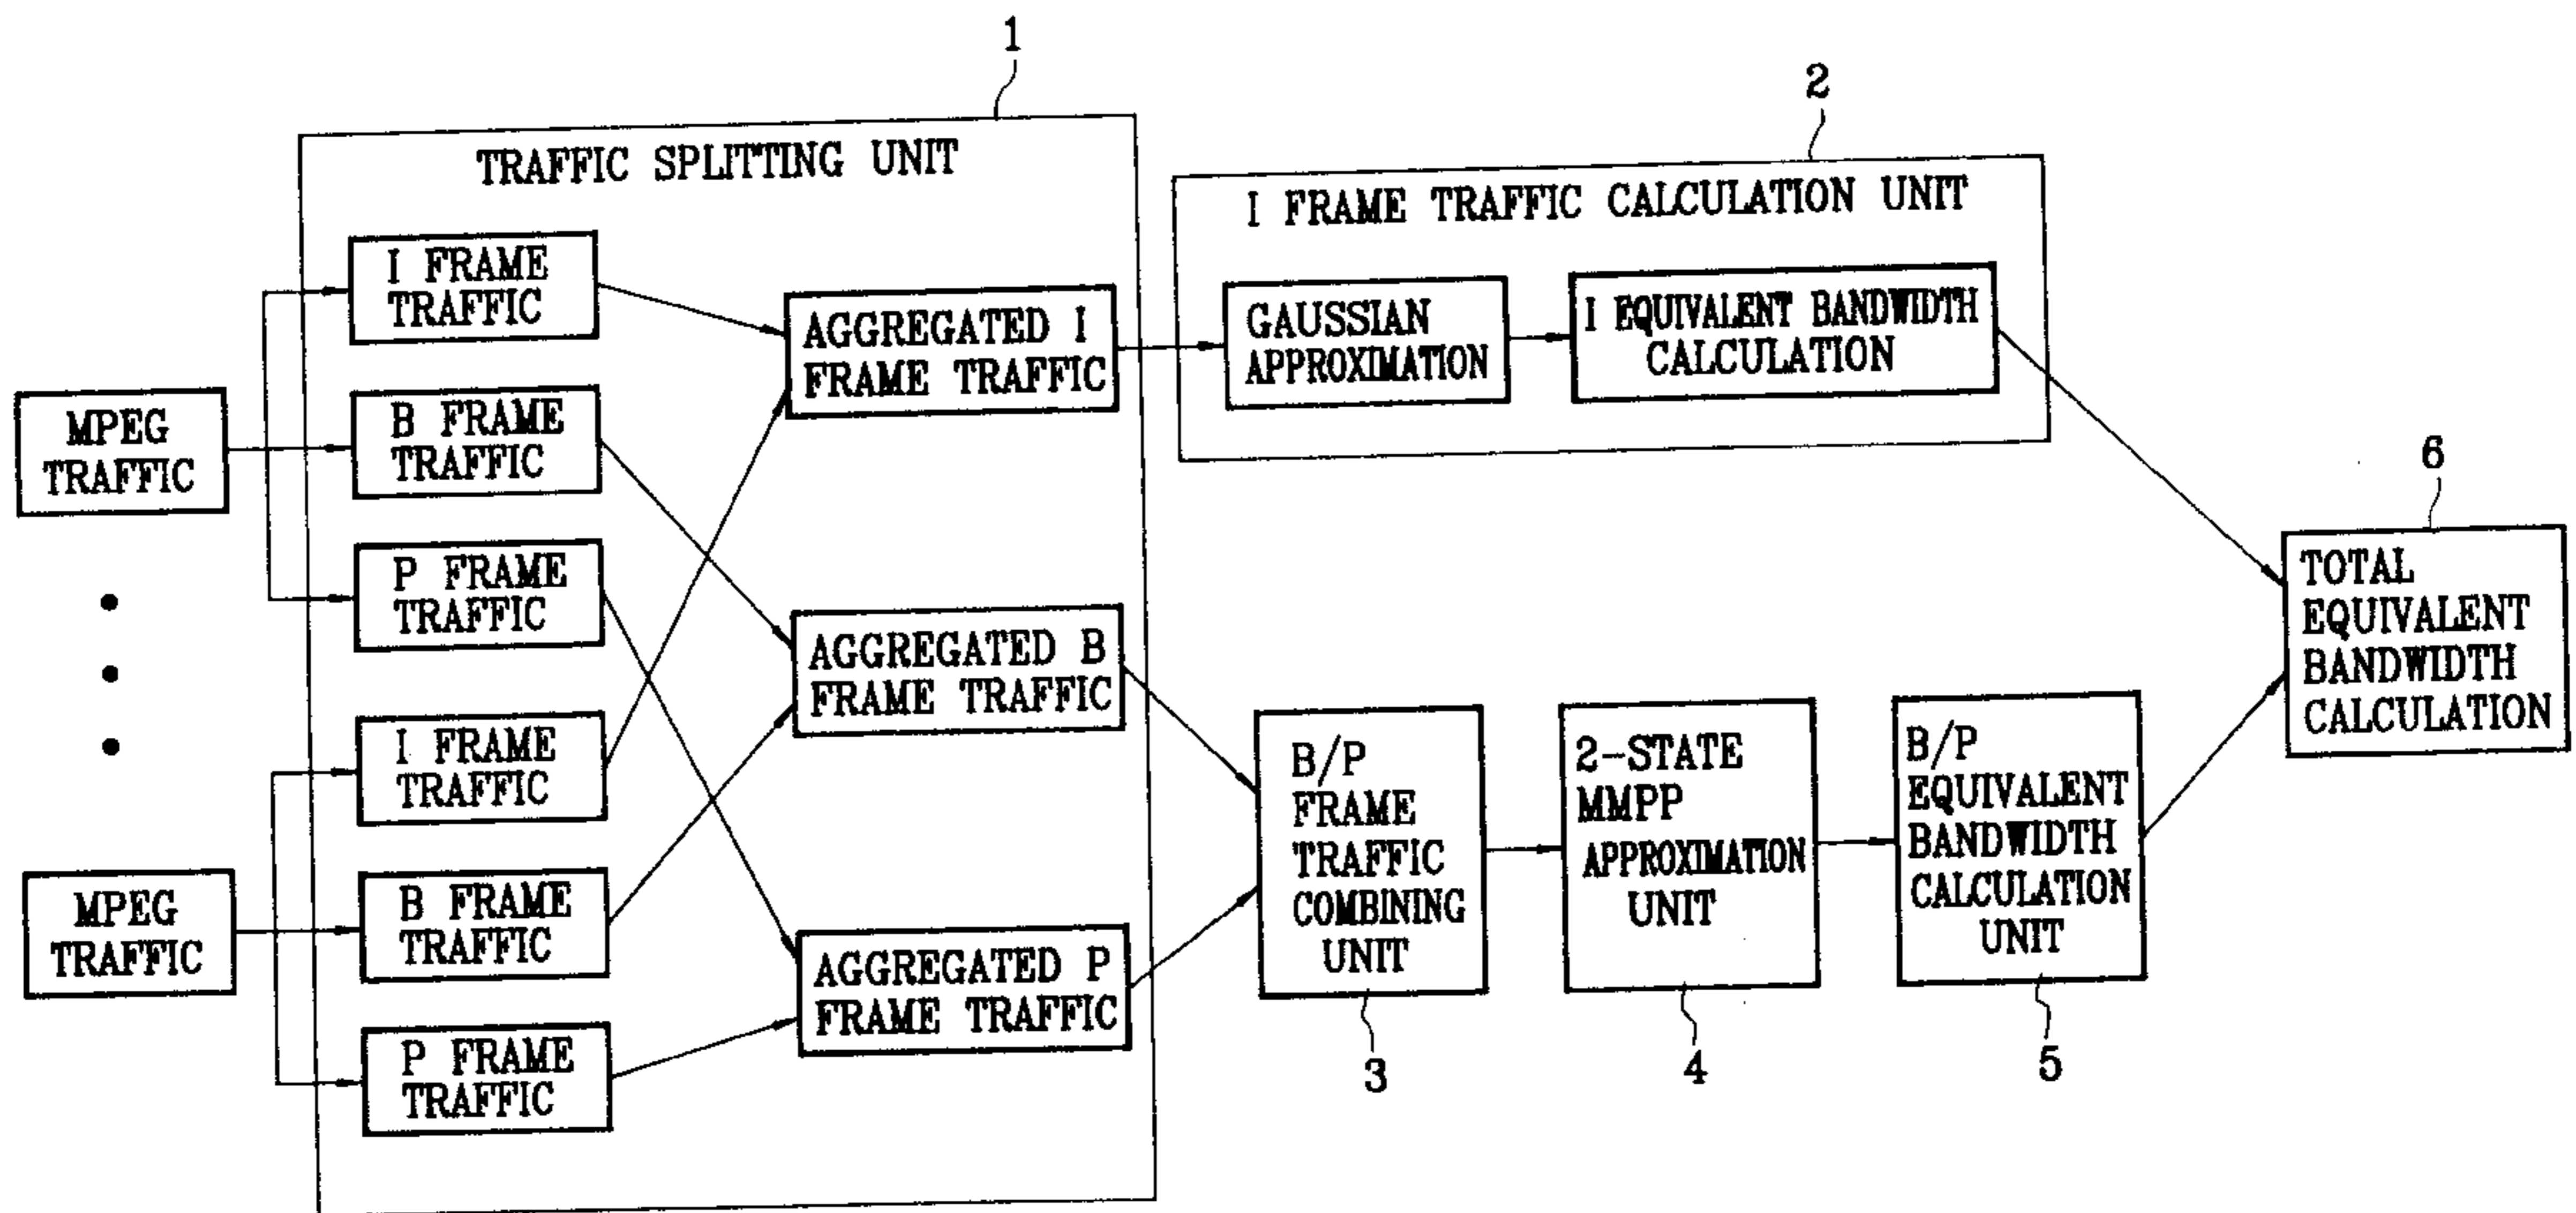 1
TRAFFIC SPLITTING UNIT
2
I FRAME TRAFFIC CALCULATION UNIT
MPEG
TRAFFIC
I FRAME
TRAFFIC
B FRAME
TRAFFIC
P FRAME
TRAFFIC
MPEG
TRAFFIC
I FRAME
TRAFFIC
B FRAME
TRAFFIC
P FRAME
TRAFFIC
AGGREGATED I
FRAME TRAFFIC
AGGREGATED B
FRAME TRAFFIC
AGGREGATED P
FRAME TRAFFIC
GAUSSIAN
APPROXIMATION
I EQUIVALENT BANDWIDTH
CALCULATION
B/P
FRAME
TRAFFIC
COMBINING
UNIT
3
2-STATE
MMPP
APPROXIMATION
UNIT
4
B/P
EQUIVALENT
BANDWIDTH
CALCULATION
UNIT
5
6
TOTAL
EQUIVALENT
BANDWIDTH
CALCULATION